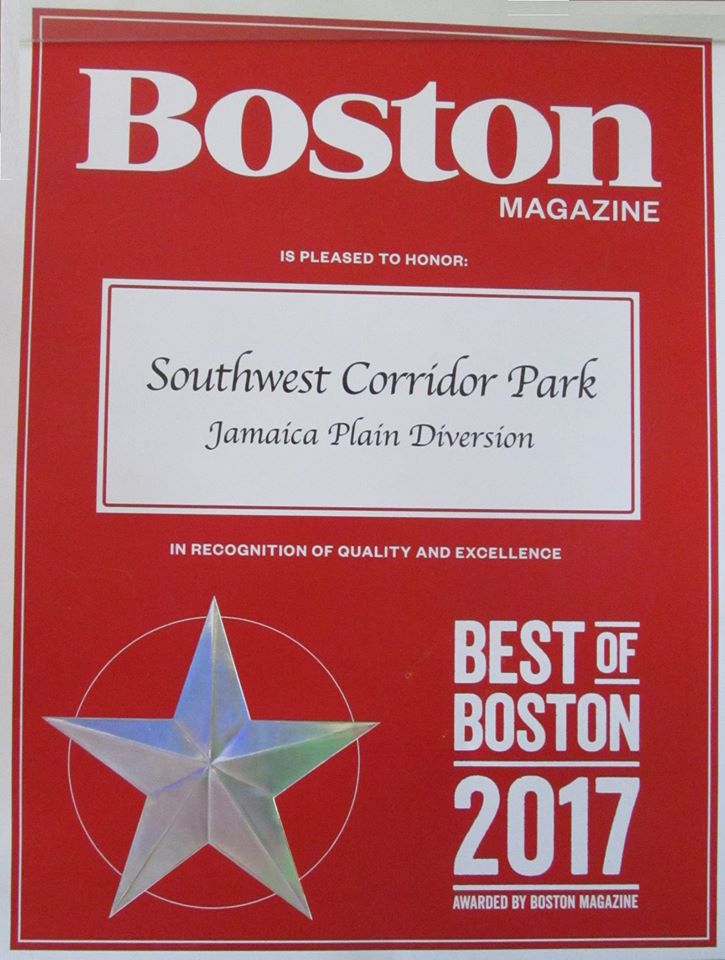 Boston
MAGAZINE
IS PLEASED TO HONOR:
Southwest Corridor Park
Jamaica Plain Diversion
IN RECOGNITION OF QUALITY AND EXCELLENCE
BEST OF
BOSTON
2017
AWARDED BY BOSTON MAGAZINE